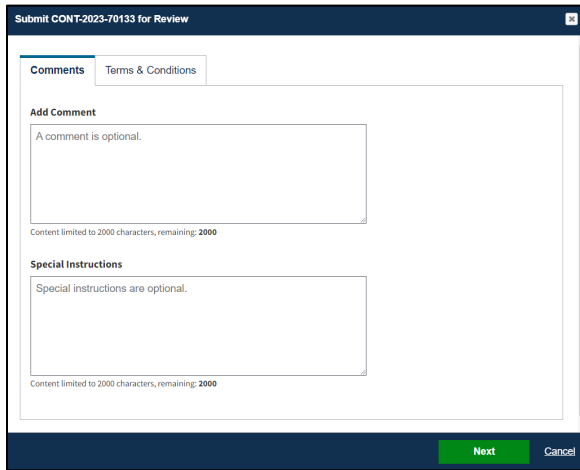 Submit CONT-2023-70133 for Review
Comments
Terms & Conditions
Add Comment
A comment is optional.
Content limited to 2000 characters, remaining: 2000
Special Instructions
Special instructions are optional.
Content limited to 2000 characters, remaining: 2000
Next
Cancel